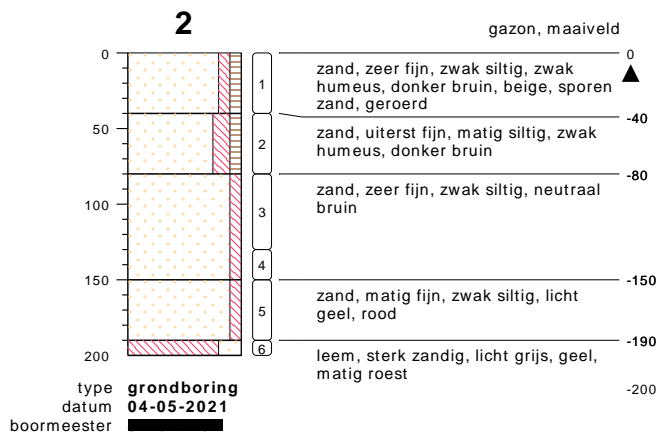 2
gazon, maaiveld
0
0
1
zand, zeer fijn, zwak siltig, zwak
humeus, donker bruin, beige, sporen
zand, geroerd
-40
50
2
zand, uiterst fijn, matig siltig, zwak
humeus, donker bruin
-80
100
3
zand, zeer fijn, zwak siltig, neutraal
bruin
4
150
-150
5
zand, matig fijn, zwak siltig, licht
geel, rood
-190
200
6
leem, sterk zandig, licht grijs, geel,
matig roest
-200
type grondboring
datum 04-05-2021
boormeester